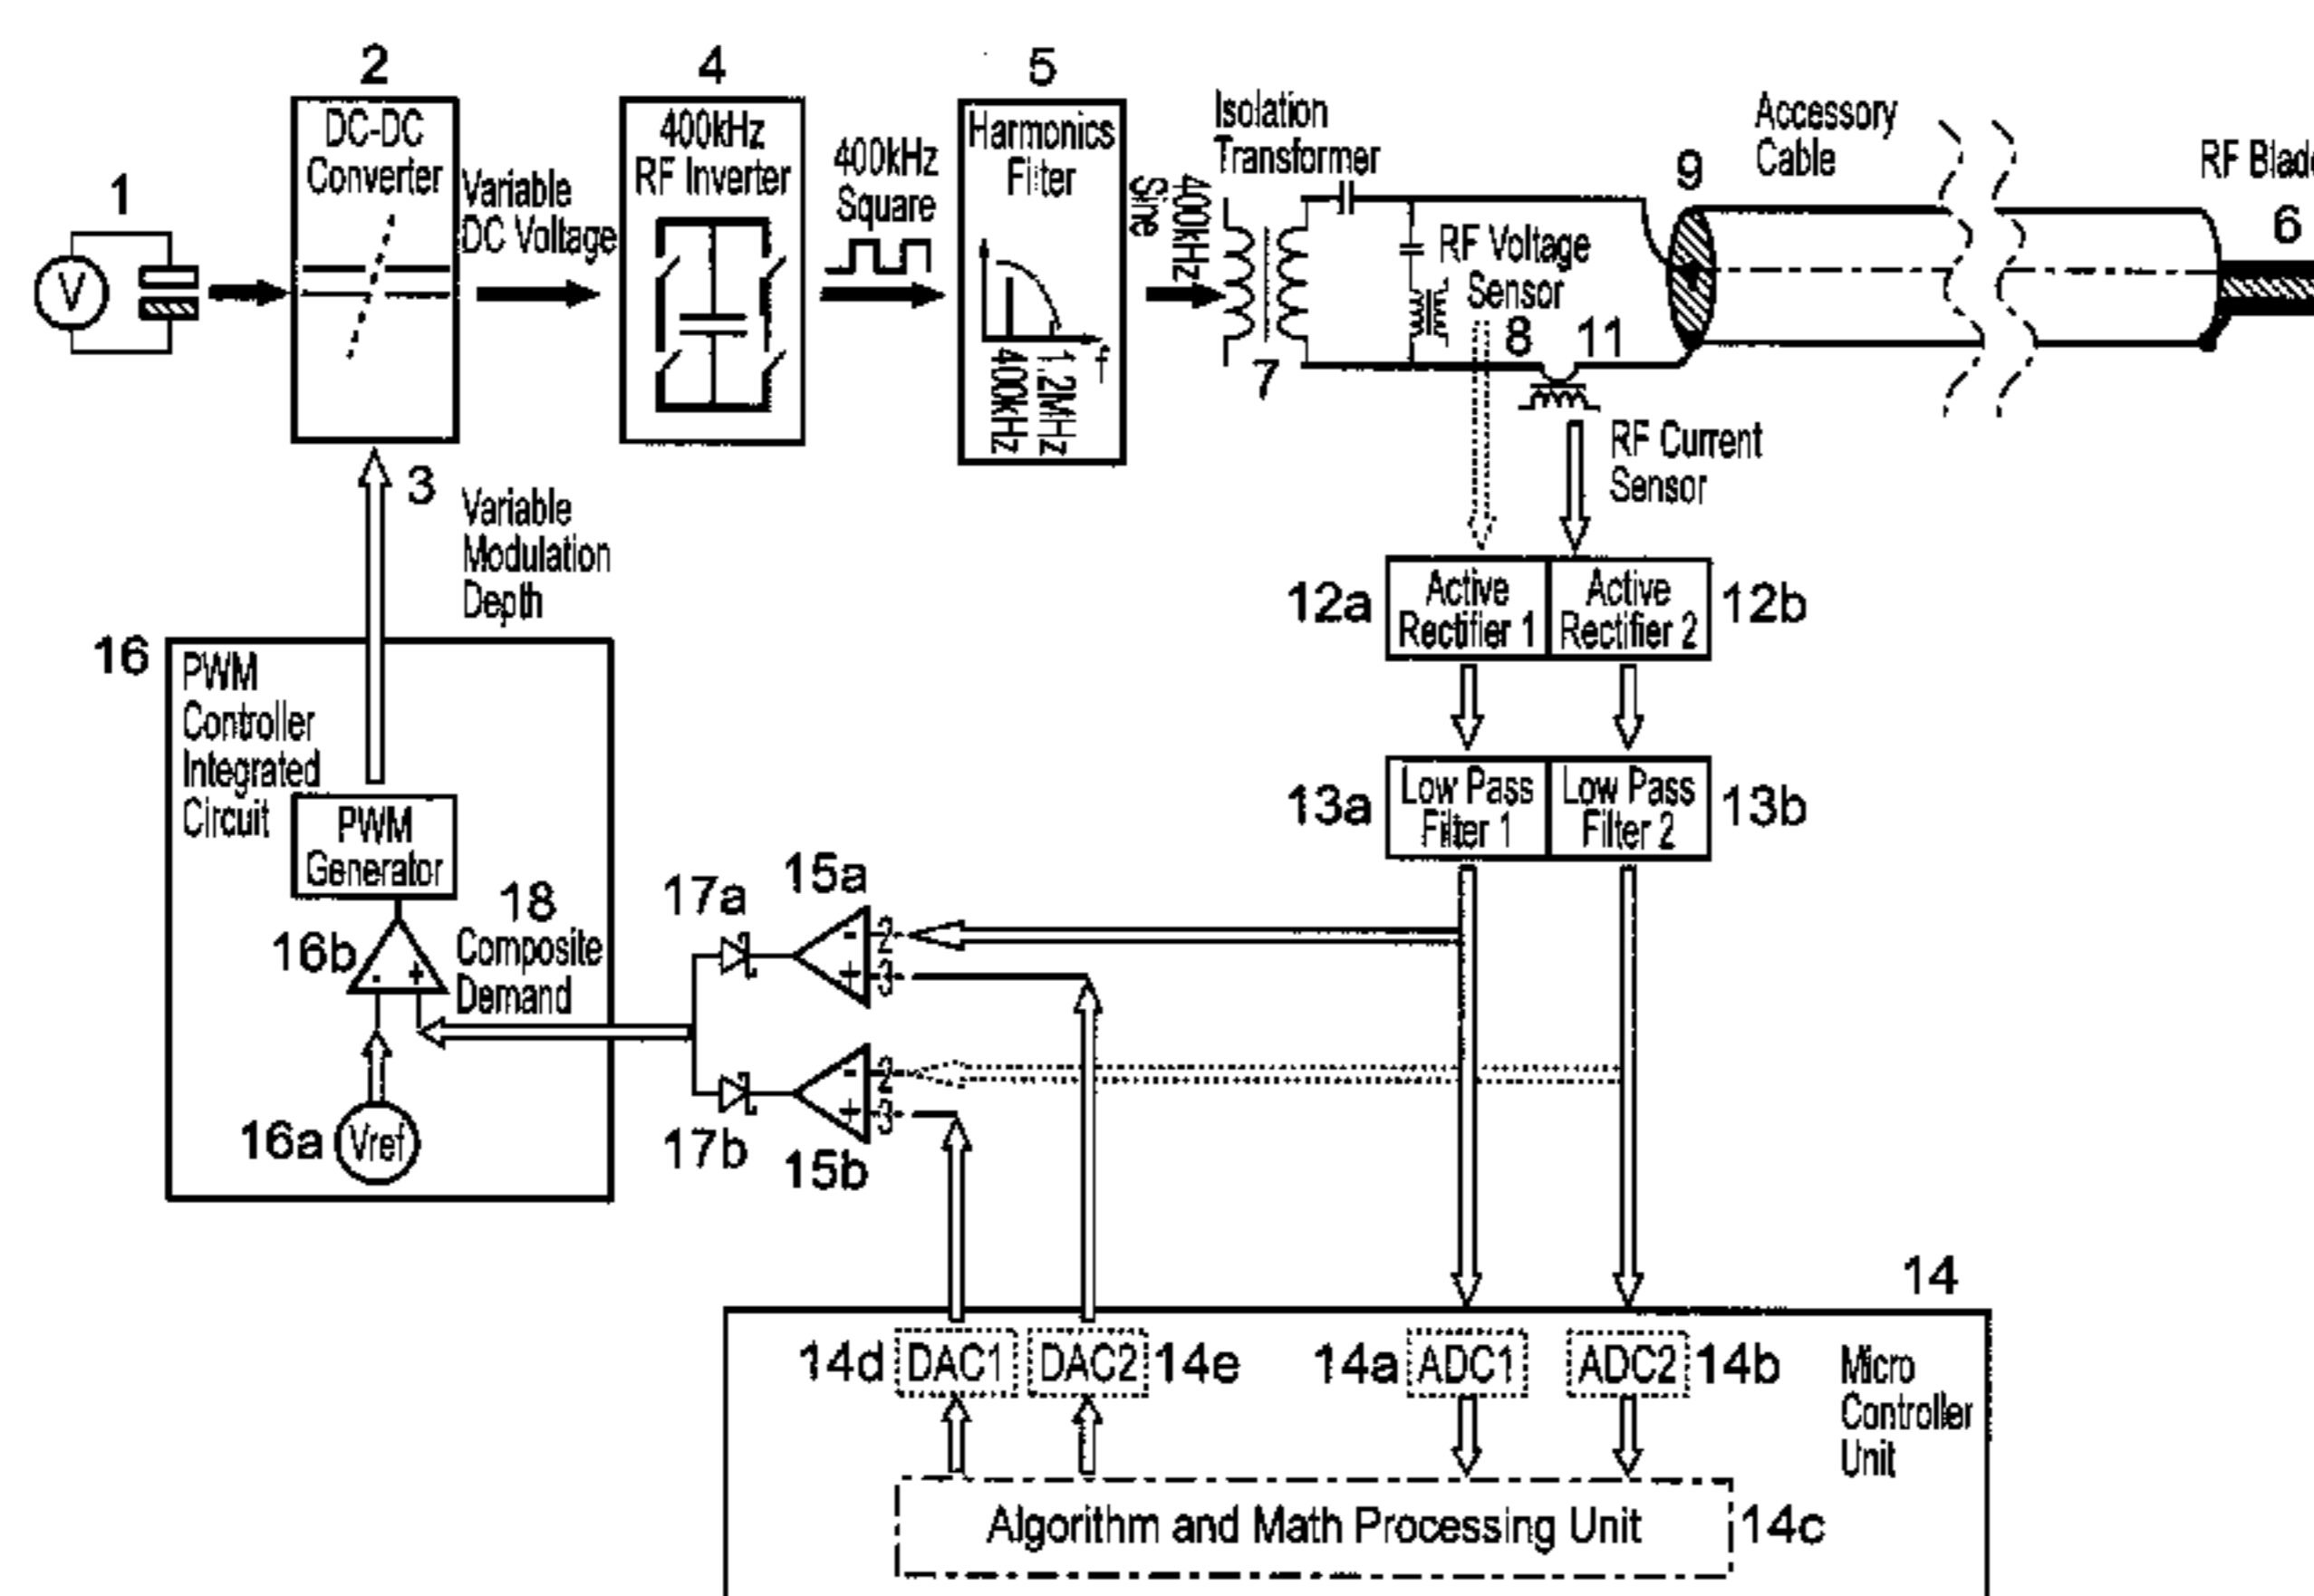 1
V
2
DC-DC
Converter
Variable
DC Voltage
4
400kHz
RF Inverter
400kHz
Square
5
Harmonics
Filter
400kHz
1.2MHz
f
400kHz
Sine
Isolation
Transformer
7
RF Voltage
Sensor
8
11
9
Accessory
Cable
RF Blade
6
RF Current
Sensor
3
Variable
Modulation
Depth
12a
Active
Rectifier 1
Active
Rectifier 2
12b
13a
Low Pass
Filter 1
Low Pass
Filter 2
13b
16
PWM
Controller
Integrated
Circuit
PWM
Generator
16b
- +
18
Composite
Demand
16a
Vref
17a
15a
- 2
+ 3
17b
15b
- 2
+ 3
14
Micro
Controller
Unit
14d
DAC1
DAC2
14e
14a
ADC1
ADC2
14b
Algorithm and Math Processing Unit
14c